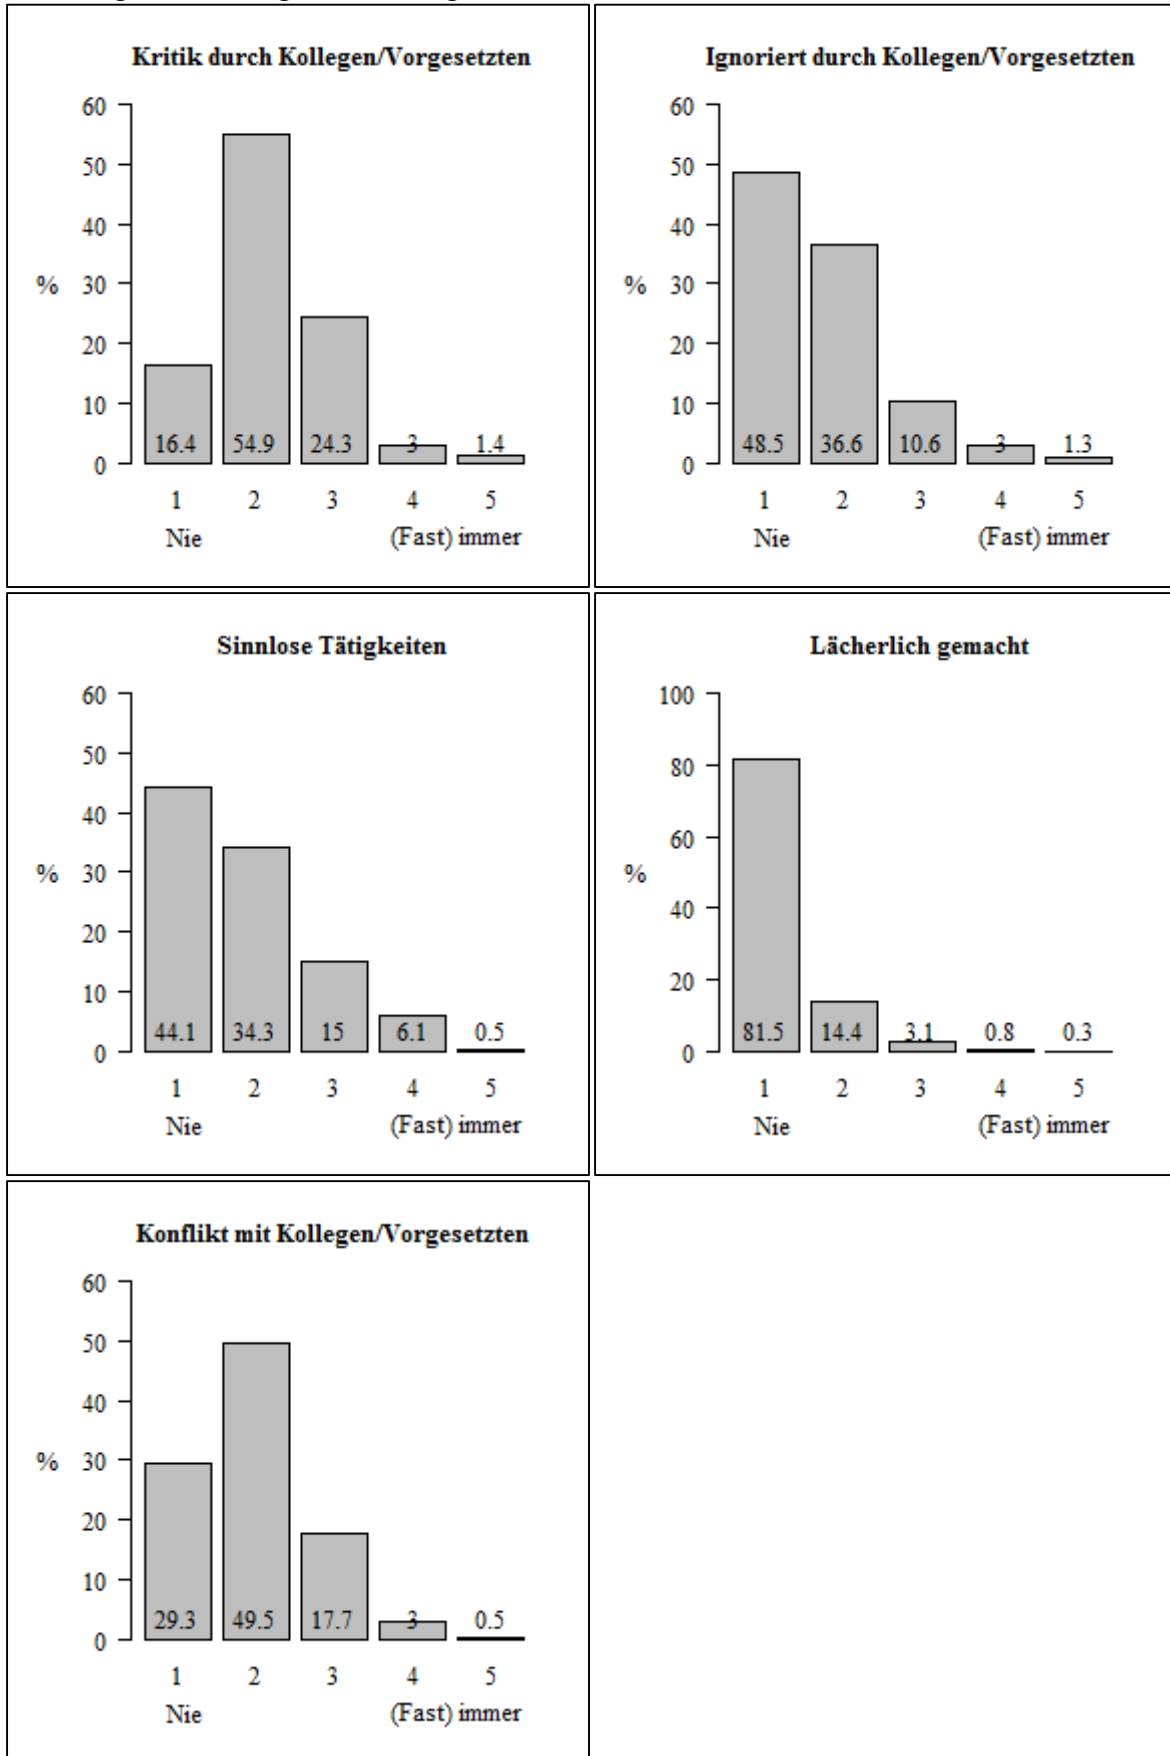 Kritik durch Kollegen/Vorgesetzten
60
50
40
% 30
20
10
0
16.4 54.9 24.3 3 1.4
1 2 3 4 5
Nie (Fast) immer
Ignoriert durch Kollegen/Vorgesetzten
60
50
40
% 30
20
10
0
48.5 36.6 10.6 3 1.3
1 2 3 4 5
Nie (Fast) immer
Sinnlose Tätigkeiten
60
50
40
% 30
20
10
0
44.1 34.3 15 6.1 0.5
1 2 3 4 5
Nie (Fast) immer
Lächerlich gemacht
100
80
60
%
40
20
0
81.5 14.4 3.1 0.8 0.3
1 2 3 4 5
Nie (Fast) immer
Konflikt mit Kollegen/Vorgesetzten
60
50
40
% 30
20
10
0
29.3 49.5 17.7 3 0.5
1 2 3 4 5
Nie (Fast) immer